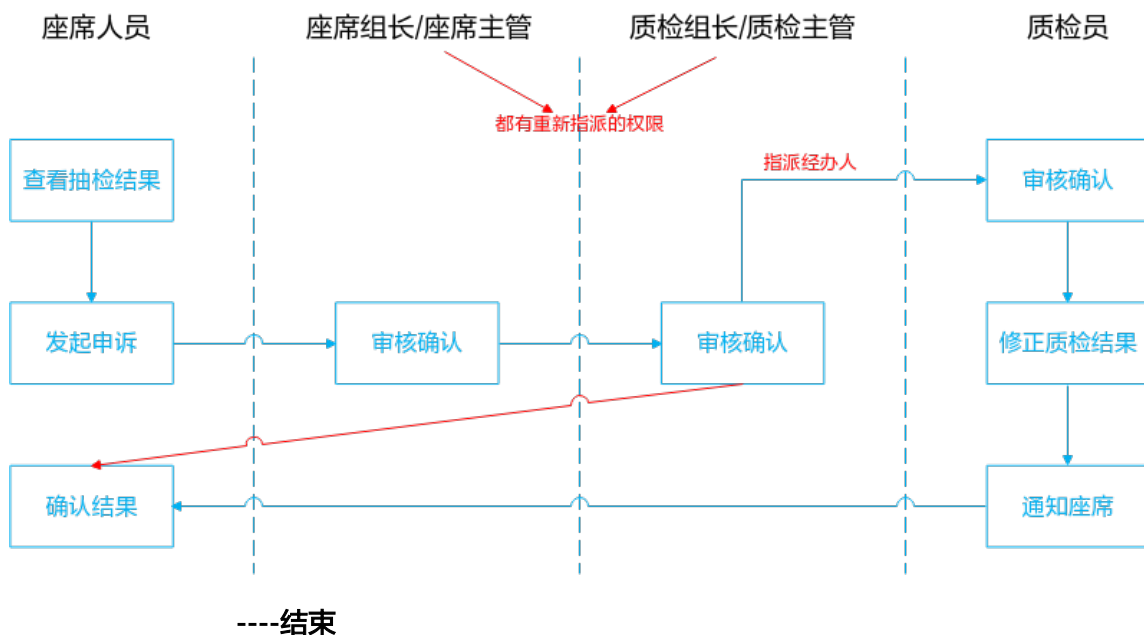 座席人员
座席组长/座席主管
质检组长/质检主管
质检员
都有重新指派的权限
指派经办人
查看抽检结果
审核确认
发起申诉
审核确认
审核确认
修正质检结果
确认结果
通知座席
----结束